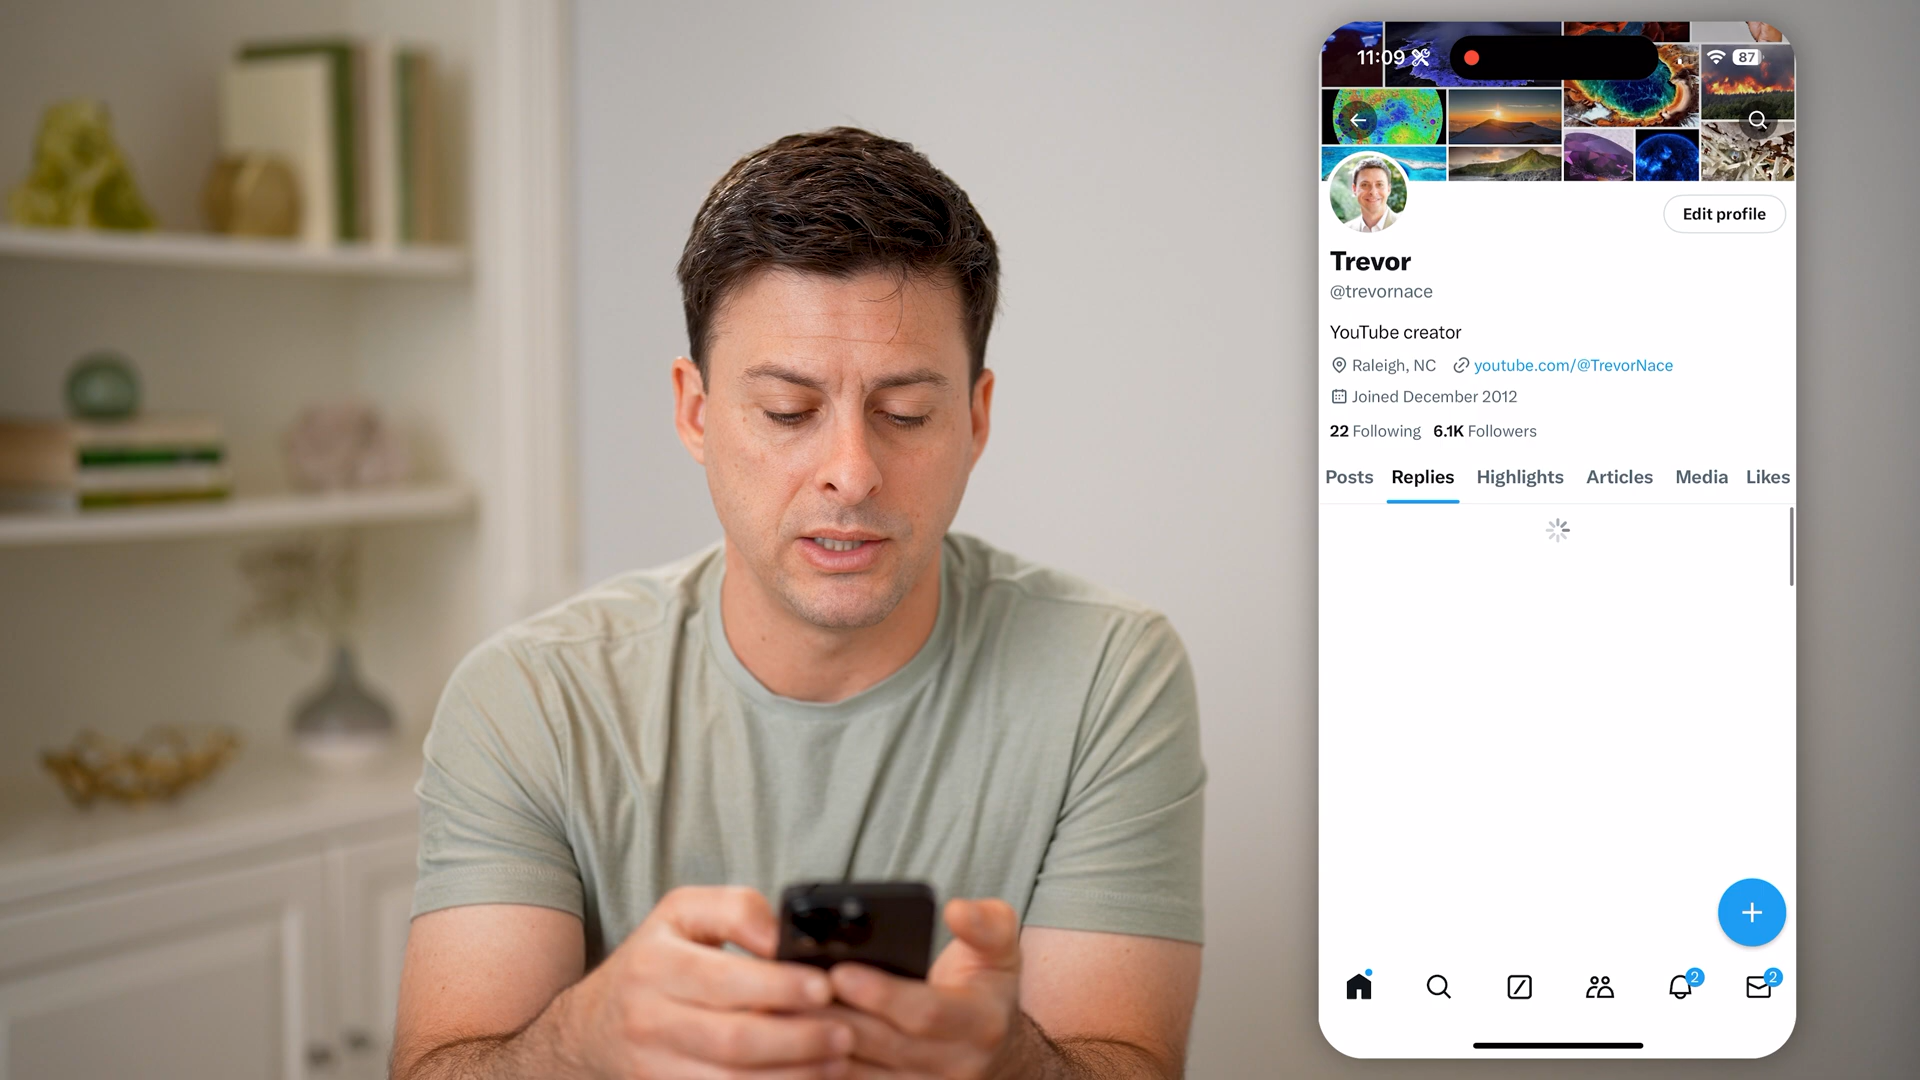 11:09
87
Edit profile
Trevor
@trevornace
YouTube creator
Raleigh, NC youtube.com/@TrevorNace
Joined December 2012
22 Following 6.1K Followers
Posts Replies Highlights Articles Media Likes
2 2